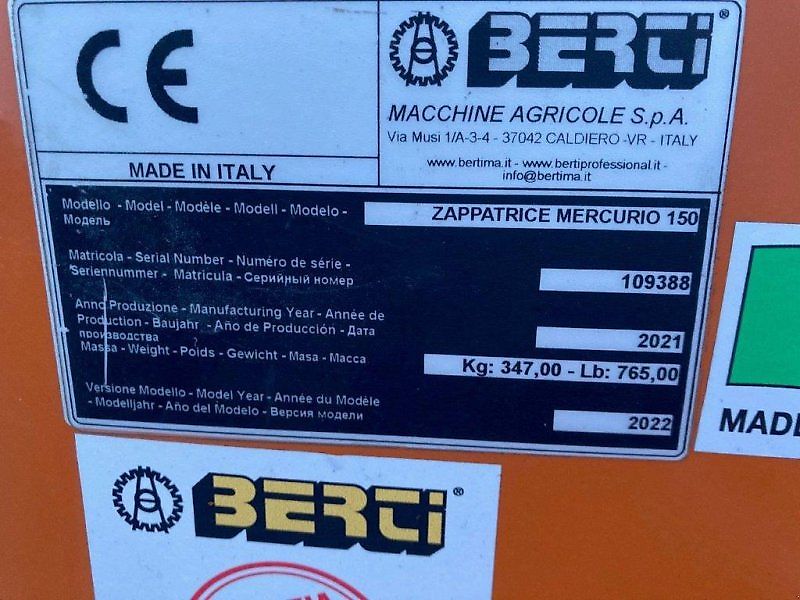 CE
BERTI ®
MACCHINE AGRICOLE S.p.A.
Via Musi 1/A-3-4 - 37042 CALDIERO -VR - ITALY
www.bertima.it - www.bertiprofessional.it -
info@bertima.it
MADE IN ITALY
Modello - Model - Modèle - Modell - Modelo -
Модель
ZAPPATRICE MERCURIO 150
Matricola - Serial Number - Numéro de série -
Seriennummer - Matricula - Серийный номер
109388
Anno Produzione - Manufacturing Year - Année de
Production - Baujahr - Año de Producción - Дата
производства
2021
Massa - Weight - Poids - Gewicht - Masa - Масса
Kg: 347,00 - Lb: 765,00
Versione Modello - Model Year - Année du Modèle
- Modelljahr - Año del Modelo - Версия модели
2022
MADE
BERTI ®